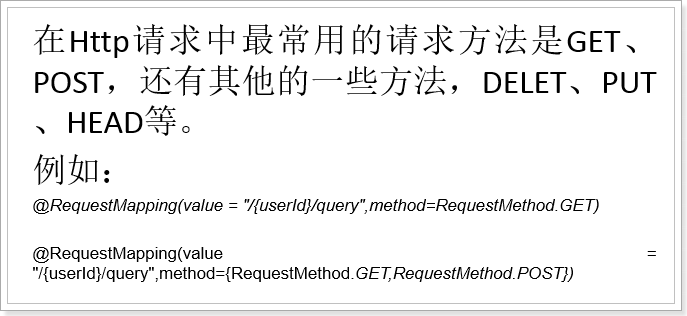 在Http请求中最常用的请求方法是GET、
POST，还有其他的一些方法，DELET、PUT
、HEAD等。
例如：
@RequestMapping(value = "/{userId}/query",method=RequestMethod.GET)
@RequestMapping(value =
"/{userId}/query",method={RequestMethod.GET,RequestMethod.POST})